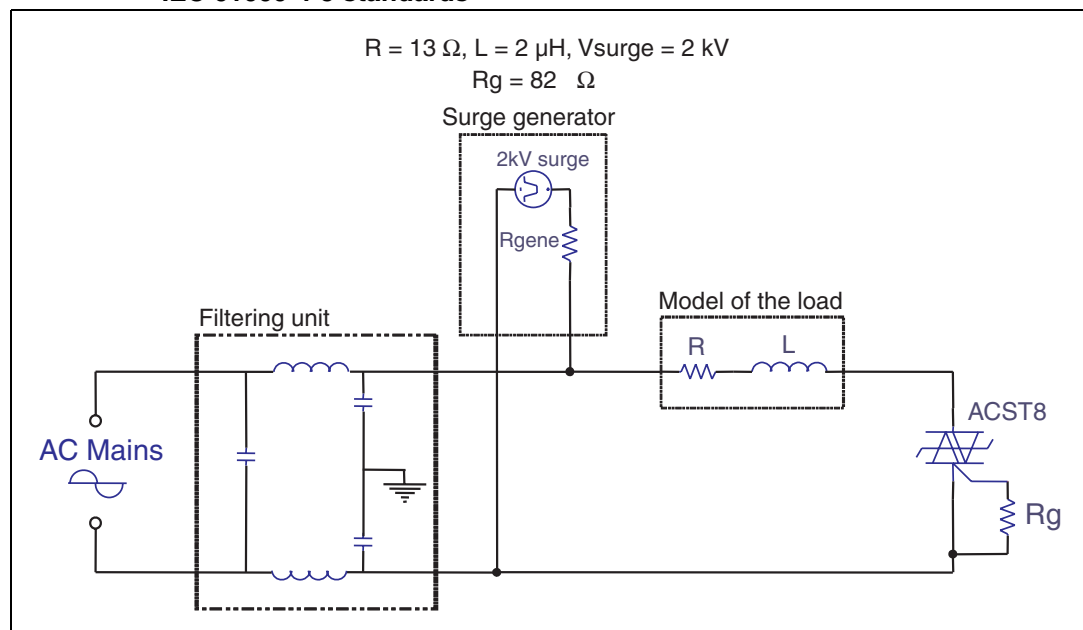 R = 13 Ω, L = 2 µH, Vsurge = 2 kV
Rg = 82 Ω
Surge generator
2kV surge
Rgene
Model of the load
Filtering unit
R L
ACST8
AC Mains
Rg